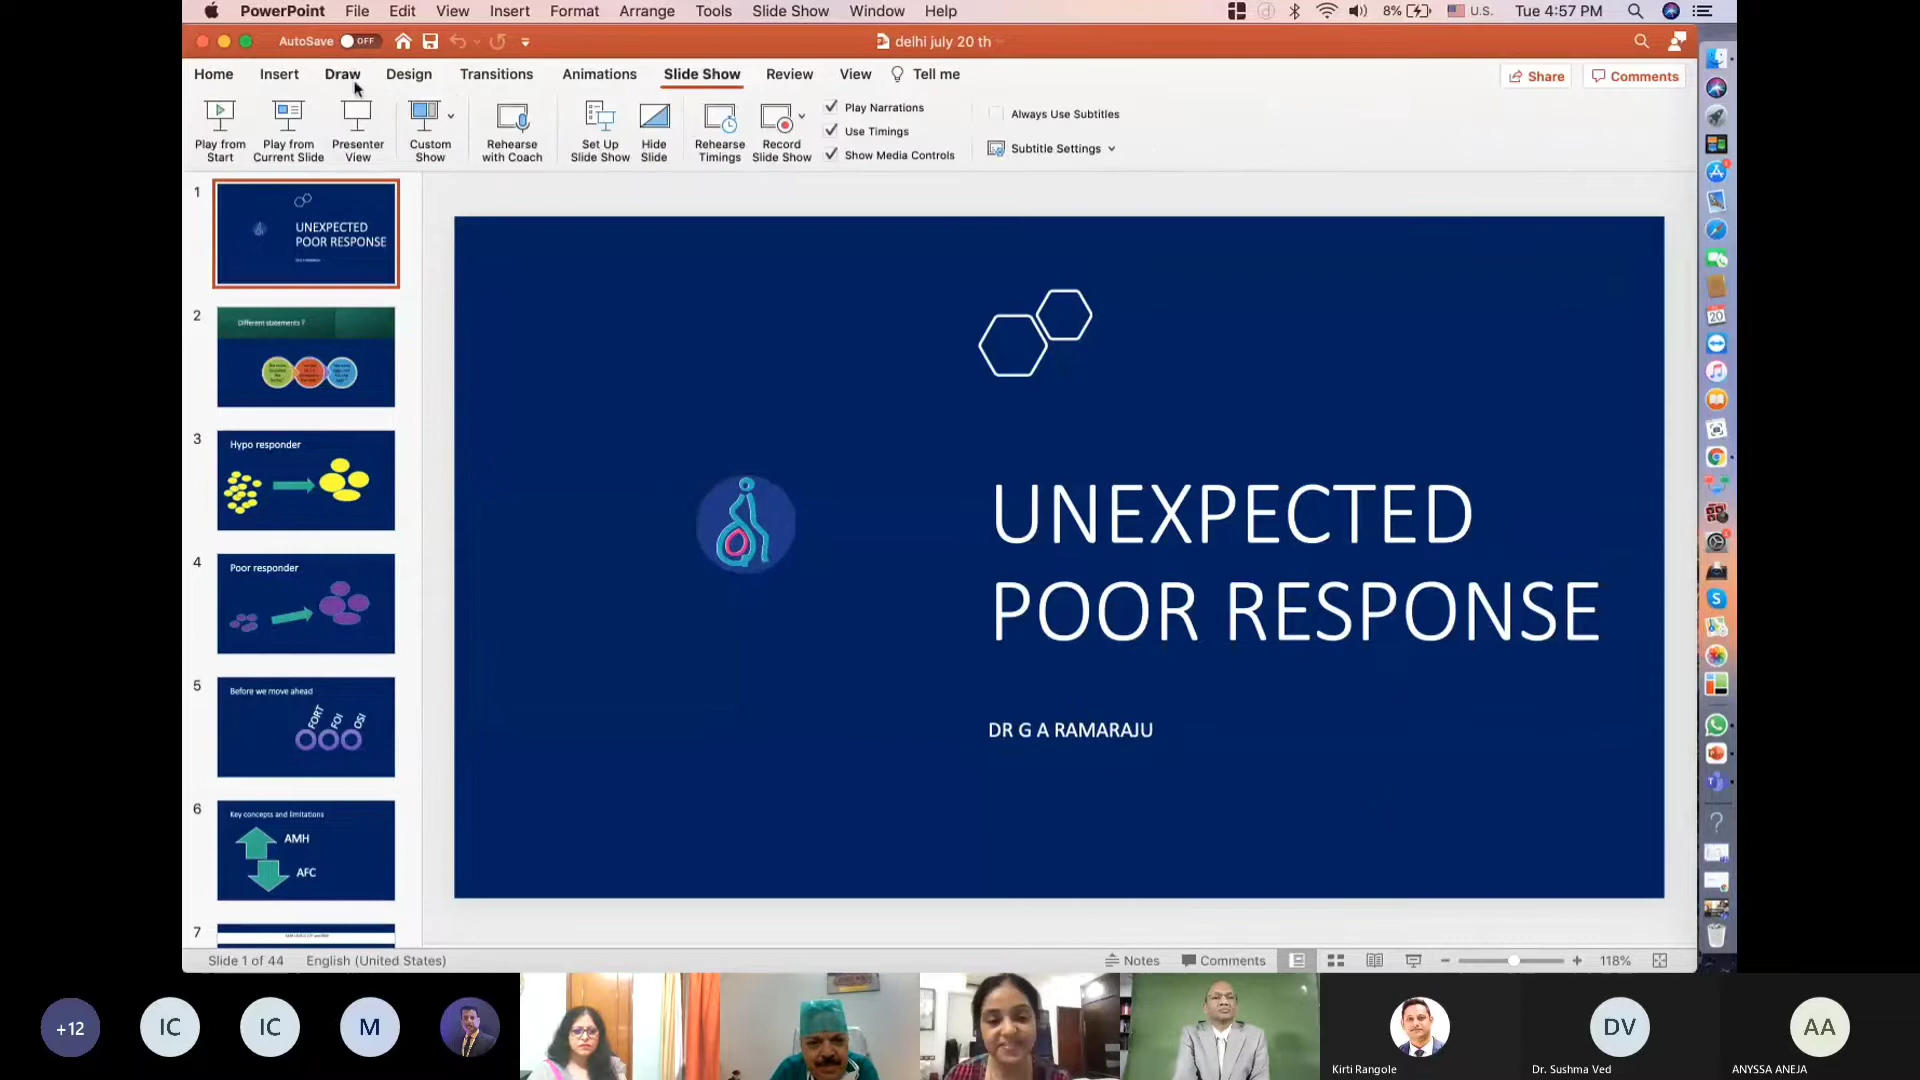 PowerPoint File Edit View Insert Format Arrange Tools Slide Show Window Help 8% U.S. Tue 4:57 PM
AutoSave OFF delhi july 20 th
Home Insert Draw Design Transitions Animations Slide Show Review View Tell me Share Comments
Play from Start
Play from Current Slide
Presenter View
Custom Show
Rehearse with Coach
Set Up Slide Show
Hide Slide
Rehearse Timings
Record Slide Show
Play Narrations
Use Timings
Show Media Controls
Always Use Subtitles
Subtitle Settings
1
UNEXPECTED
POOR RESPONSE
2
Different statements ?
3
Hypo responder
4
Poor responder
5
Before we move ahead
FORT FOI OSI
6
Key concepts and limitations
AMH
AFC
7
UNEXPECTED
POOR RESPONSE
DR G A RAMARAJU
20
Slide 1 of 44 English (United States) Notes Comments 118%
+12 IC IC M DV AA
Kirti Rangole Dr. Sushma Ved ANYSSA ANEJA